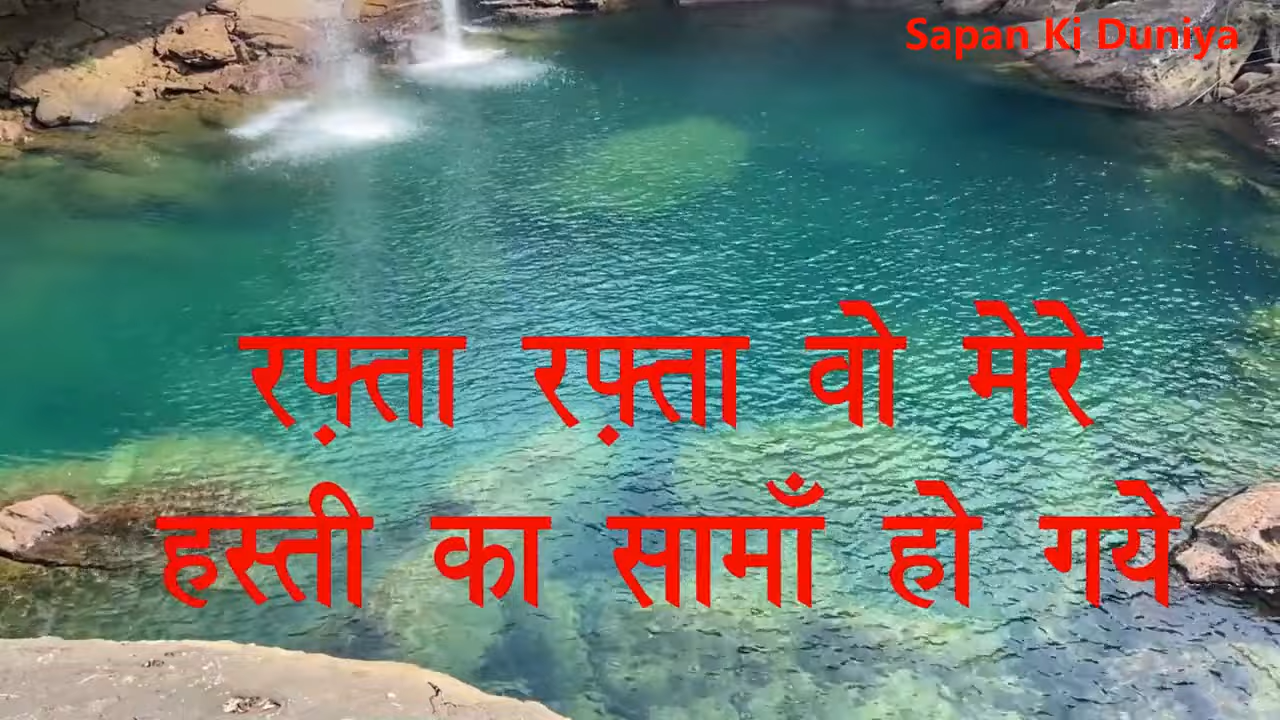 Sapan Ki Duniya
रफ़्ता रफ़्ता वो मेरे
हस्ती का सामाँ हो गये